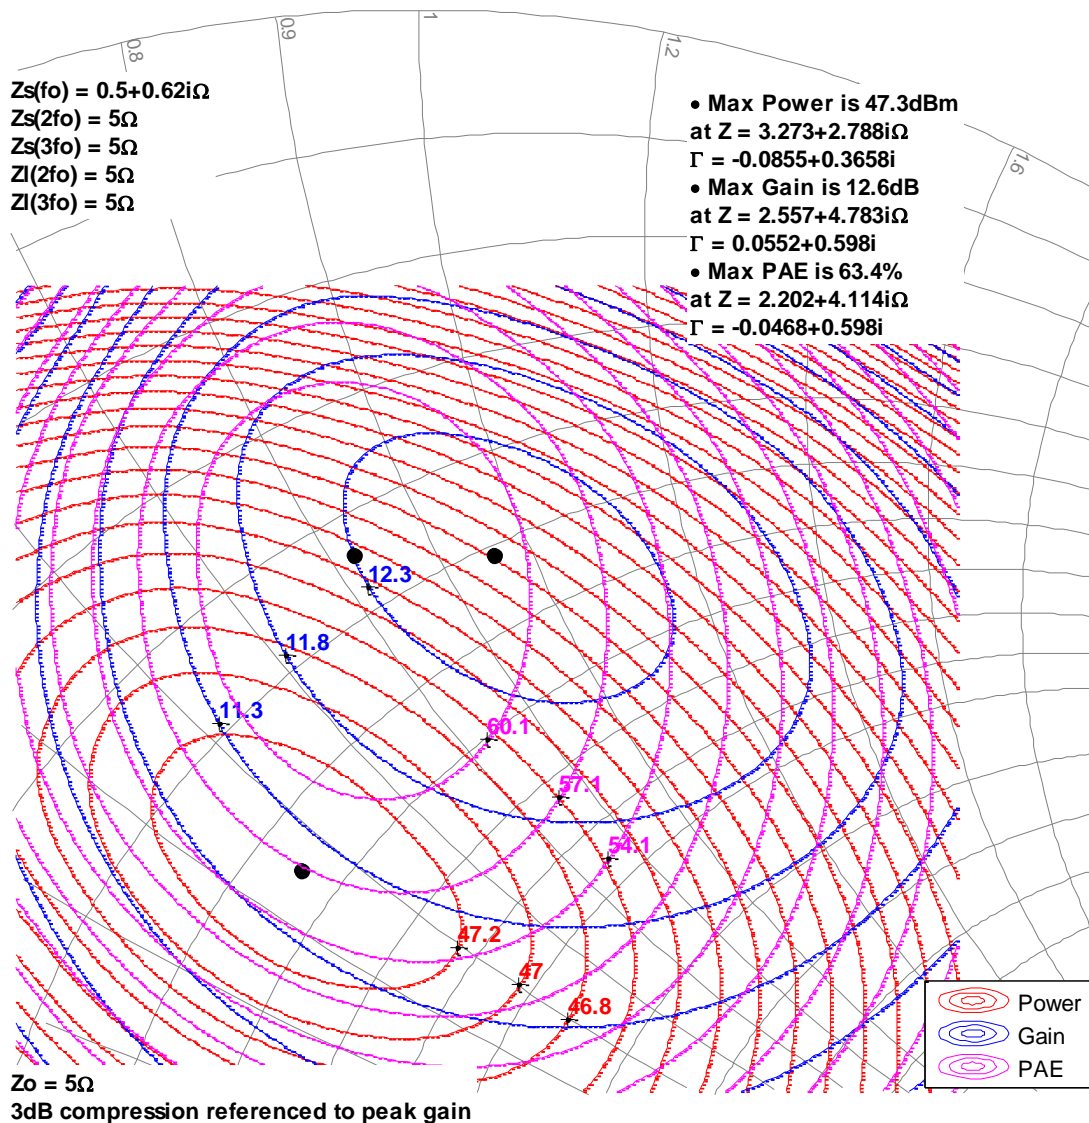 0.8
0.9
1
1.2
1.6
Zs(fo) = 0.5+0.62iΩ
Zs(2fo) = 5Ω
Zs(3fo) = 5Ω
Zl(2fo) = 5Ω
Zl(3fo) = 5Ω
• Max Power is 47.3dBm
at Z = 3.273+2.788iΩ
Γ = -0.0855+0.3658i
• Max Gain is 12.6dB
at Z = 2.557+4.783iΩ
Γ = 0.0552+0.598i
• Max PAE is 63.4%
at Z = 2.202+4.114iΩ
Γ = -0.0468+0.598i
12.3
11.8
11.3
60.1
57.1
54.1
47.2
47
46.8
Power
Gain
PAE
Zo = 5Ω
3dB compression referenced to peak gain